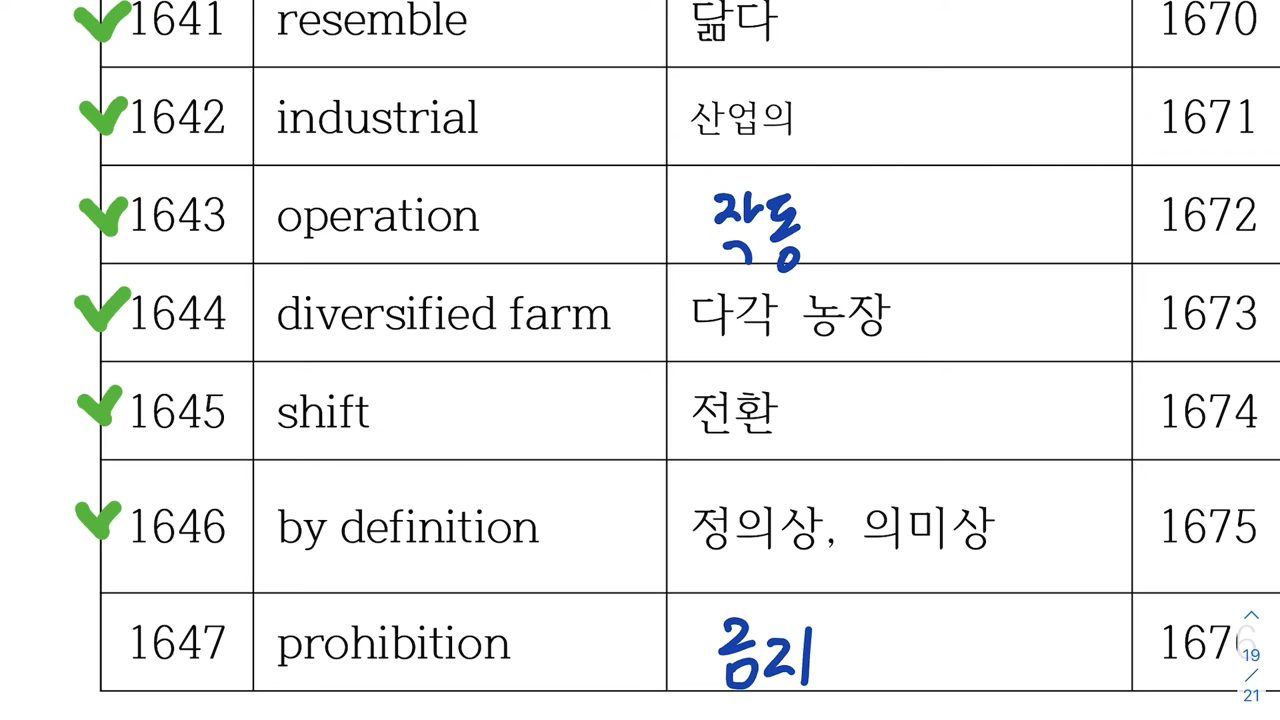 1641 resemble 닮다 1670
1642 industrial 산업의 1671
1643 operation 작동 1672
1644 diversified farm 다각 농장 1673
1645 shift 전환 1674
1646 by definition 정의상, 의미상 1675
1647 prohibition 금리 1676
19
/
21